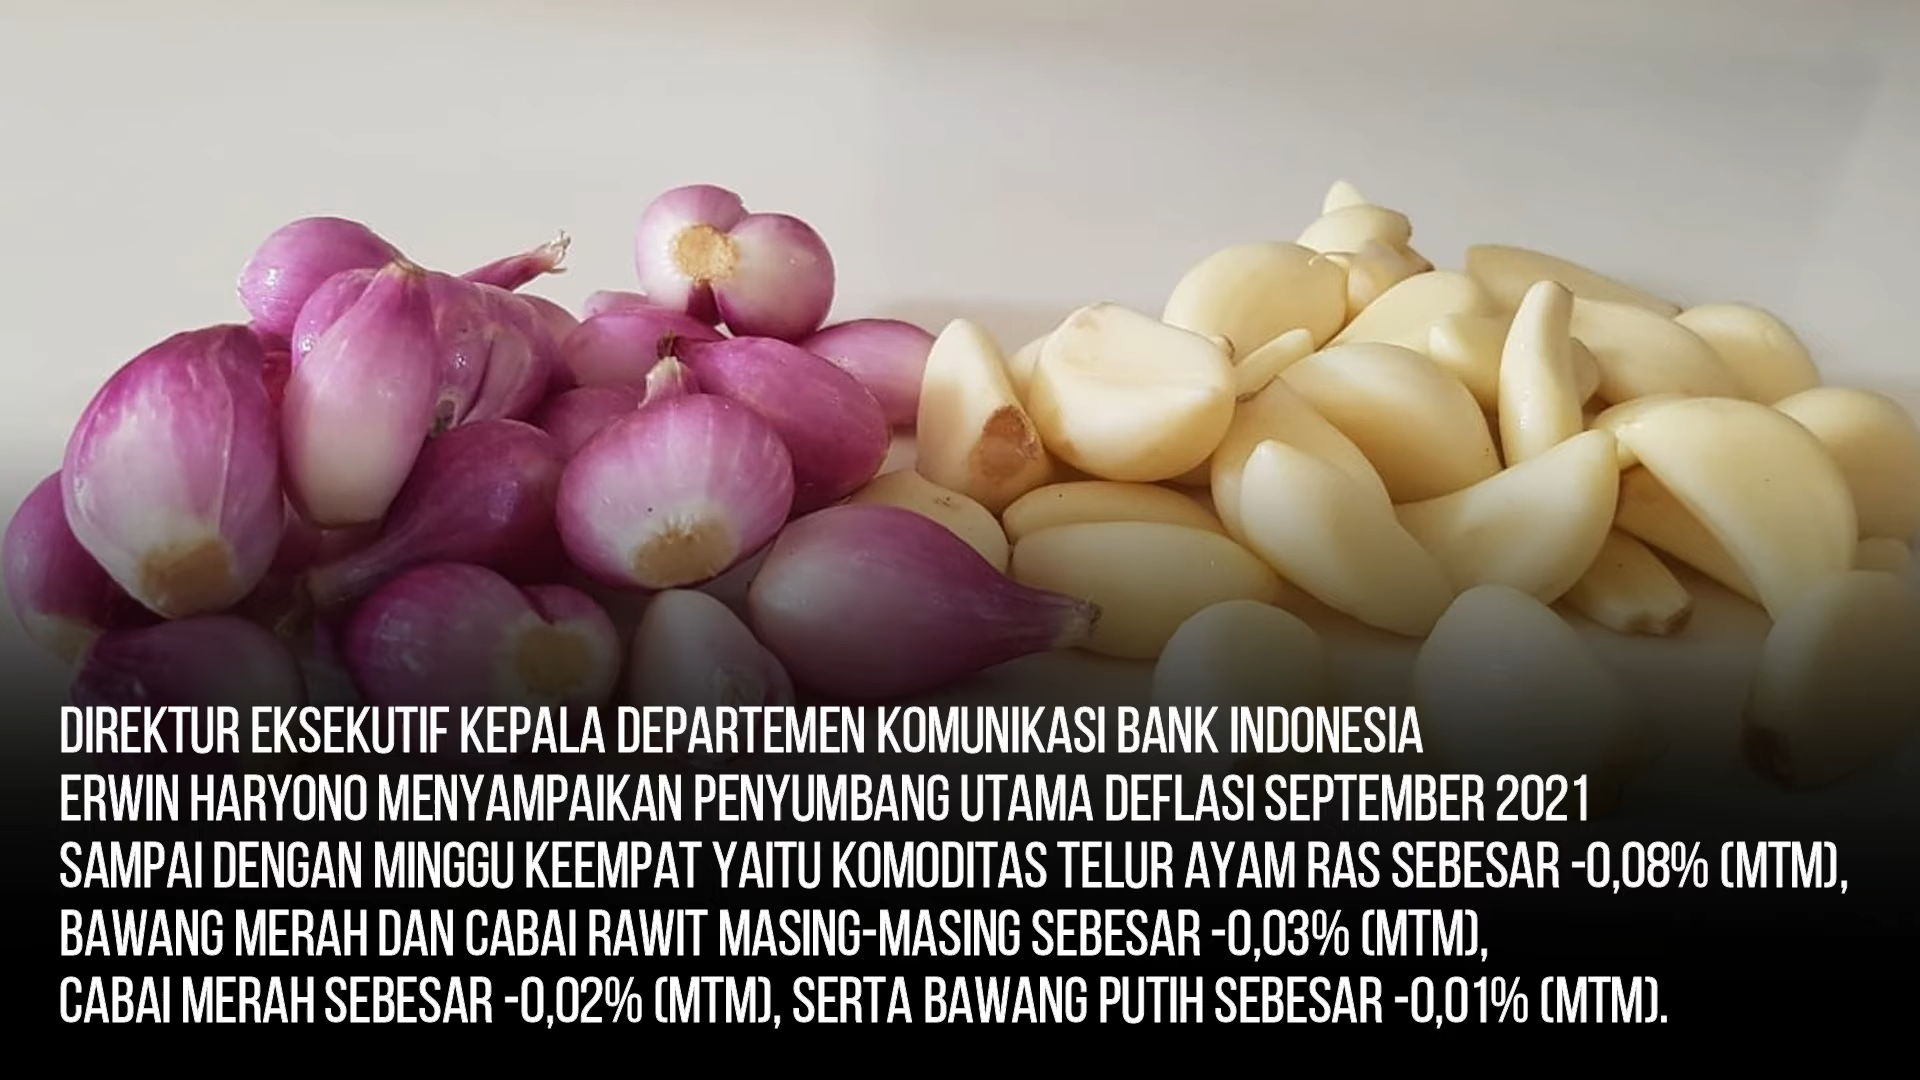 DIREKTUR EKSEKUTIF KEPALA DEPARTEMEN KOMUNIKASI BANK INDONESIA
ERWIN HARYONO MENYAMPAIKAN PENYUMBANG UTAMA DEFLASI SEPTEMBER 2021
SAMPAI DENGAN MINGGU KEEMPAT YAITU KOMODITAS TELUR AYAM RAS SEBESAR -0,08% (MTM),
BAWANG MERAH DAN CABAI RAWIT MASING-MASING SEBESAR -0,03% (MTM),
CABAI MERAH SEBESAR -0,02% (MTM), SERTA BAWANG PUTIH SEBESAR -0,01% (MTM).